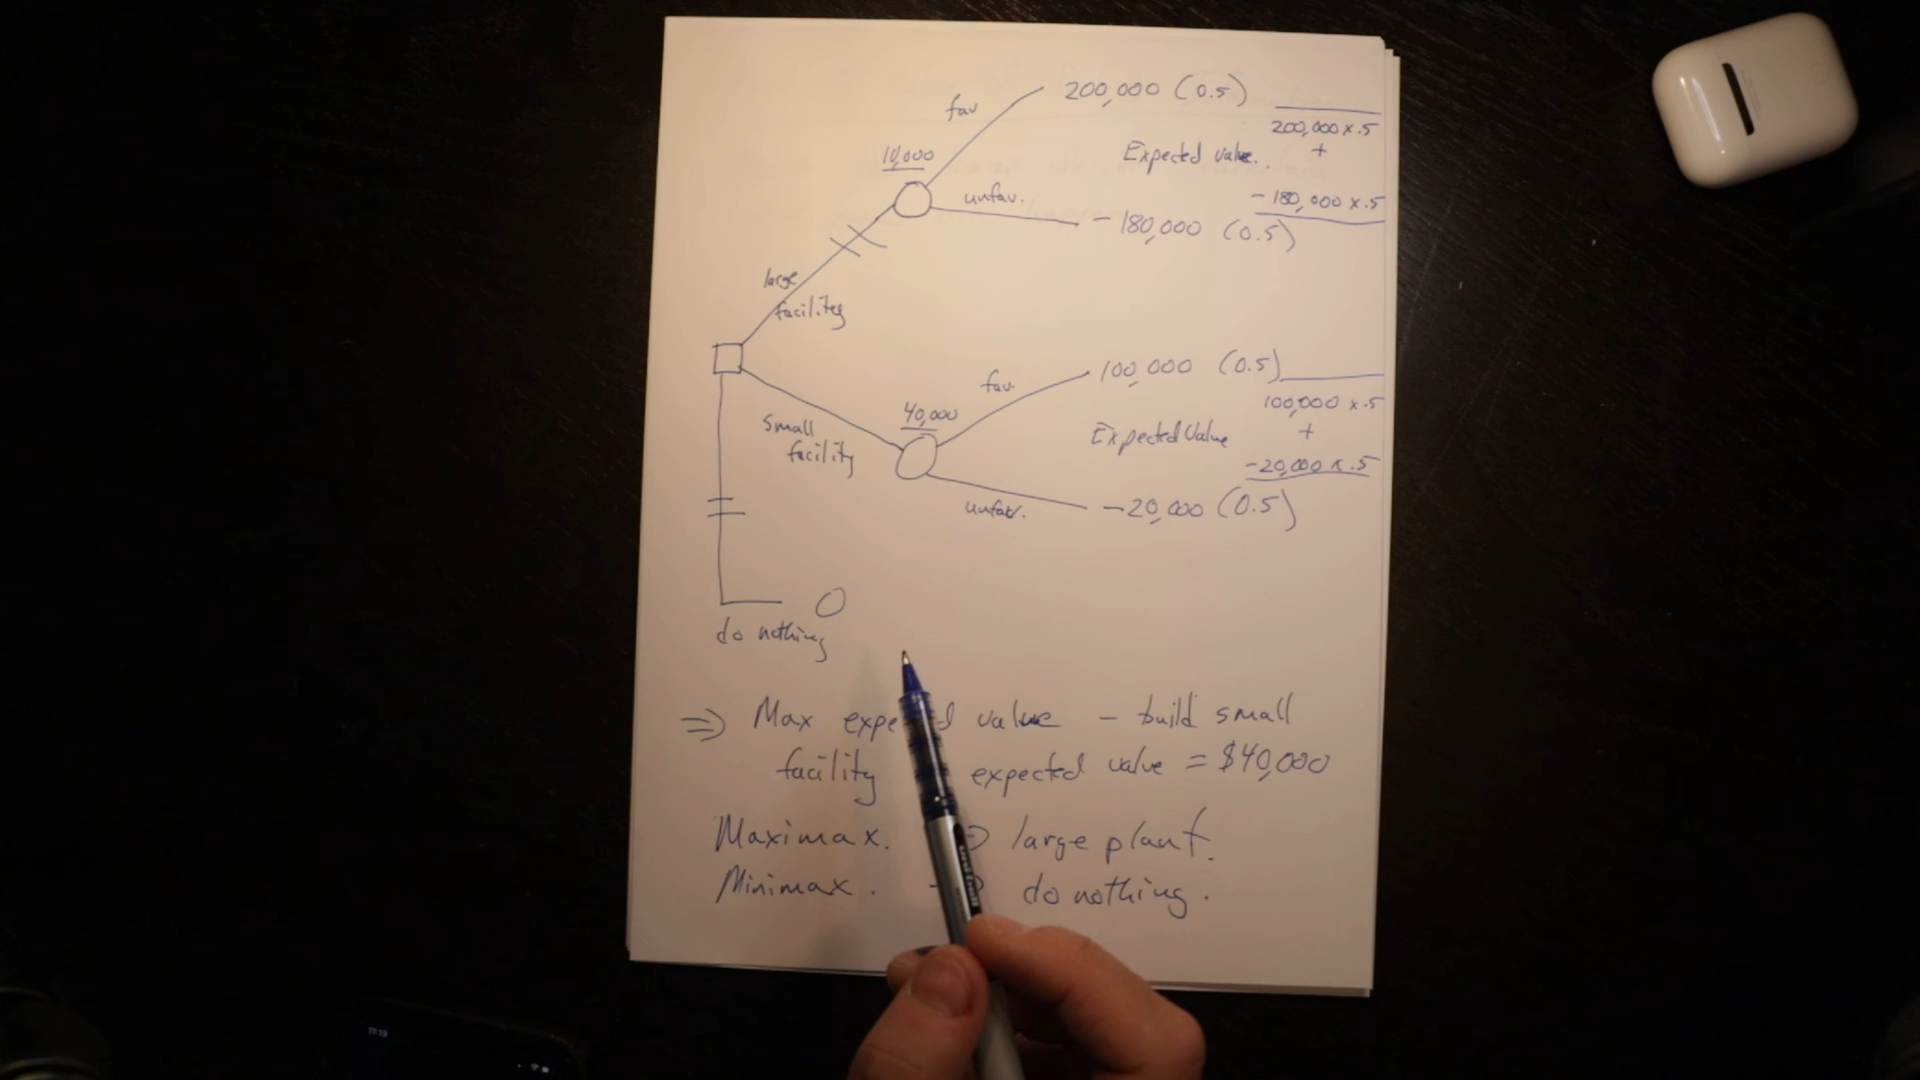 fav
200,000 (0.5)
200,000 x .5
+
-180,000 x .5
10,000
Expected value..
unfav.
-180,000 (0.5)
large
facility
fav.
100,000 (0.5)
100,000 x .5
+
-20,000 x .5
40,000
Expected Value
small
facility
unfav.
-20,000 (0.5)
0
do nothing
⇒ Max value - build small
facility expected value = $40,000
Maximax. large plant.
Minimax. do nothing.
11:19